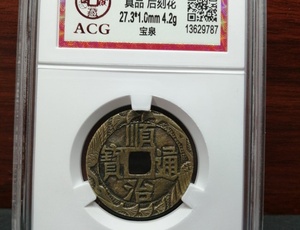 真品 后刻花
27.3*1.0mm 4.2g
宝泉
ACG
13629787
順
寶 通
治